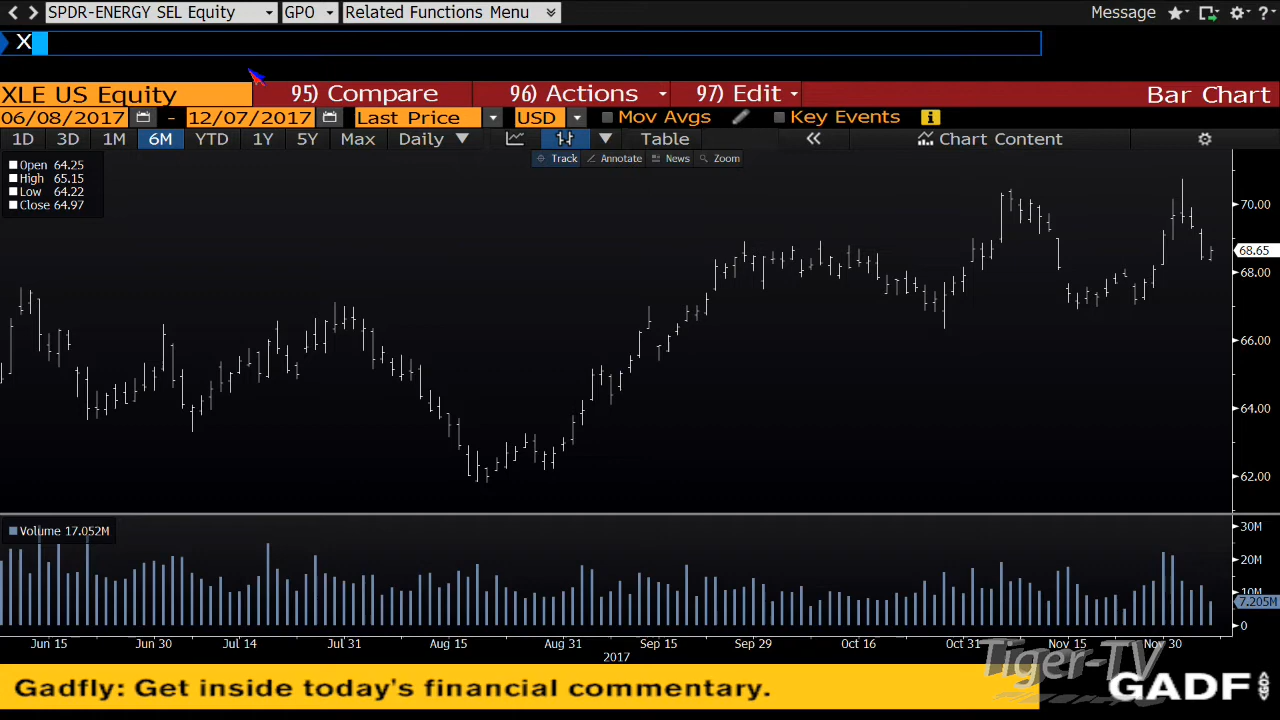 SPDR-ENERGY SEL Equity GPO Related Functions Menu Message ?
X
XLE US Equity 95) Compare 96) Actions 97) Edit Bar Chart
06/08/2017 - 12/07/2017 Last Price USD Mov Avgs Key Events i
1D 3D 1M 6M YTD 1Y 5Y Max Daily Table Chart Content
Track Annotate News Zoom
Open 64.25
High 65.15
Low 64.22
Close 64.97
70.00
68.65
68.00
66.00
64.00
62.00
Volume 17.052M
30M
20M
10M
7.205M
0
Jun 15 Jun 30 Jul 14 Jul 31 Aug 15 Aug 31 Sep 15 Sep 29 Oct 16 Oct 31 Nov 15 Nov 30
2017
Tiger-TV
Gadfly: Get inside today's financial commentary. GADF <GO>